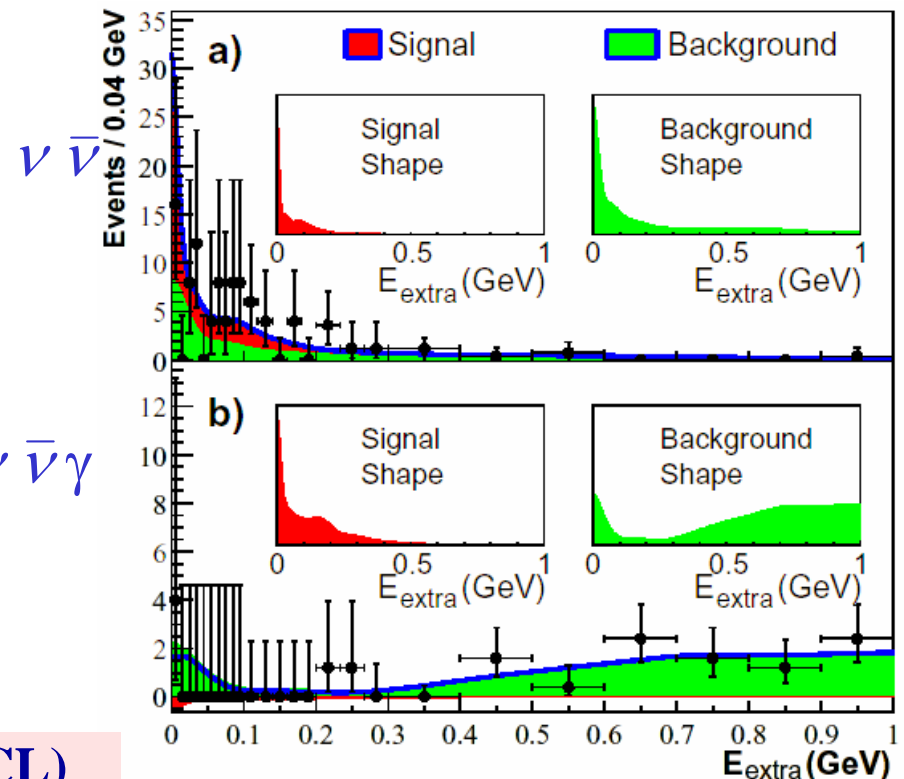 a)
Signal
Background
Events / 0.04 GeV
35
30
25
20
15
10
5
0
ν ν̄
Signal
Shape
0 0.5 1
E_extra (GeV)
Background
Shape
0 0.5 1
E_extra (GeV)
b)
12
10
8
6
4
2
0
ν ν̄ γ
Signal
Shape
0 0.5 1
E_extra (GeV)
Background
Shape
0 0.5 1
E_extra (GeV)
0 0.1 0.2 0.3 0.4 0.5 0.6 0.7 0.8 0.9 1
E_extra (GeV)
CL)